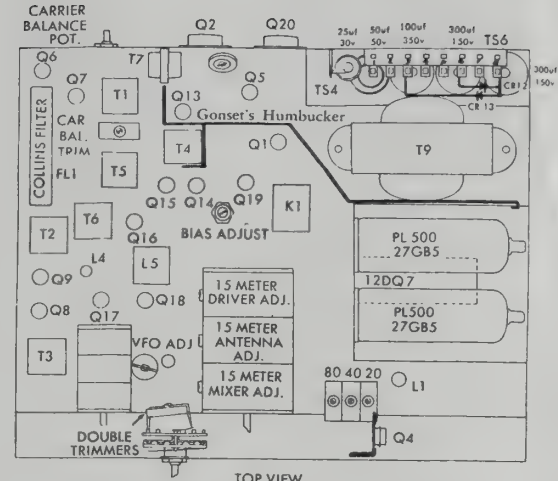 CARRIER
BALANCE
POT.
Q2
Q20
25uf
30v
50uf
50v
100uf
350v
300uf
150v
TS6
Q6
T7
Q5
TS4
300uf
150v
Q7
T1
Q13
CR12
CR 13
Gonset's Humbucker
COLLINS FILTER
FL1
CAR
BAL.
TRIM
T4
Q1
T9
T5
Q15
Q14
Q19
K1
T6
T2
Q16
BIAS ADJUST
PL 500
27GB5
L4
L5
12DQ7
Q9
Q18
15 METER
DRIVER ADJ.
Q8
Q17
PL500
27GB5
VFO ADJ
15 METER
ANTENNA
ADJ.
T3
15 METER
MIXER ADJ.
80 40 20
L1
DOUBLE
TRIMMERS
Q4
TOP VIEW